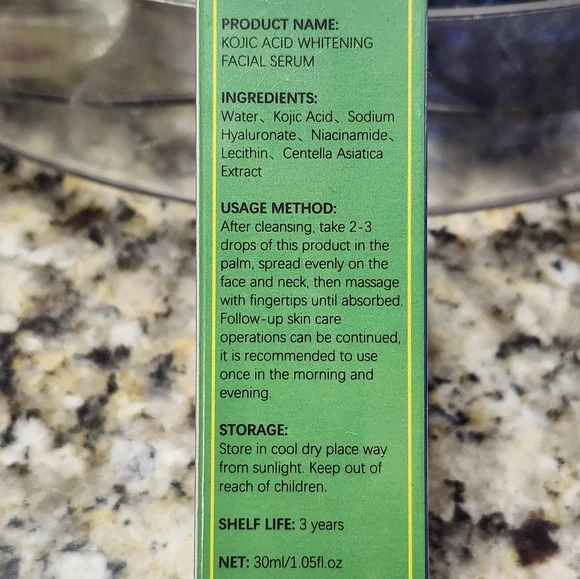 PRODUCT NAME:
KOJIC ACiD WHITENING
FACIAL SERUM
INGREDIENTS:
Water、Kojic Acid、Sodium
Hyaluronate、Niacinamide、
Lecithin、Centella Asiatica
Extract
USAGE METHOD:
After cleansing, take 2-3
drops of this product in the
palm, spread evenly on the
face and neck, then massage
with fingertips until absorbed.
Follow-up skin care
operations can be continued,
it is recommended to use
once in the morning and
evening.
STORAGE:
Store in cool dry place way
from sunlight. Keep out of
reach of children.
SHELF LIFE: 3 years
NET: 30ml/1.05fl.oz